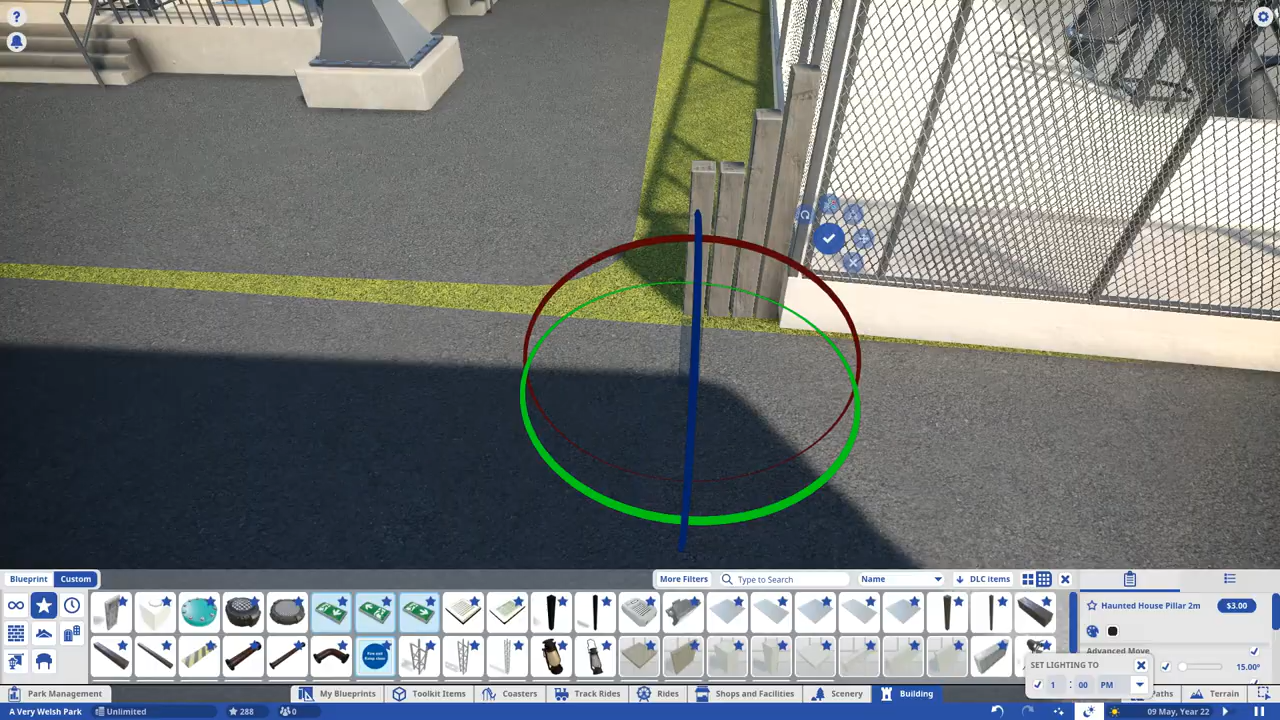 Blueprint Custom More Filters Type to Search Name DLC items
Haunted House Pillar 2m $3.00
Advanced Move
SET LIGHTING TO
15.00°
1 : 00 PM
Park Management My Blueprints Toolkit Items Coasters Track Rides Rides Shops and Facilities Scenery Building Paths Terrain
A Very Welsh Park Unlimited 288 0 09 May, Year 22